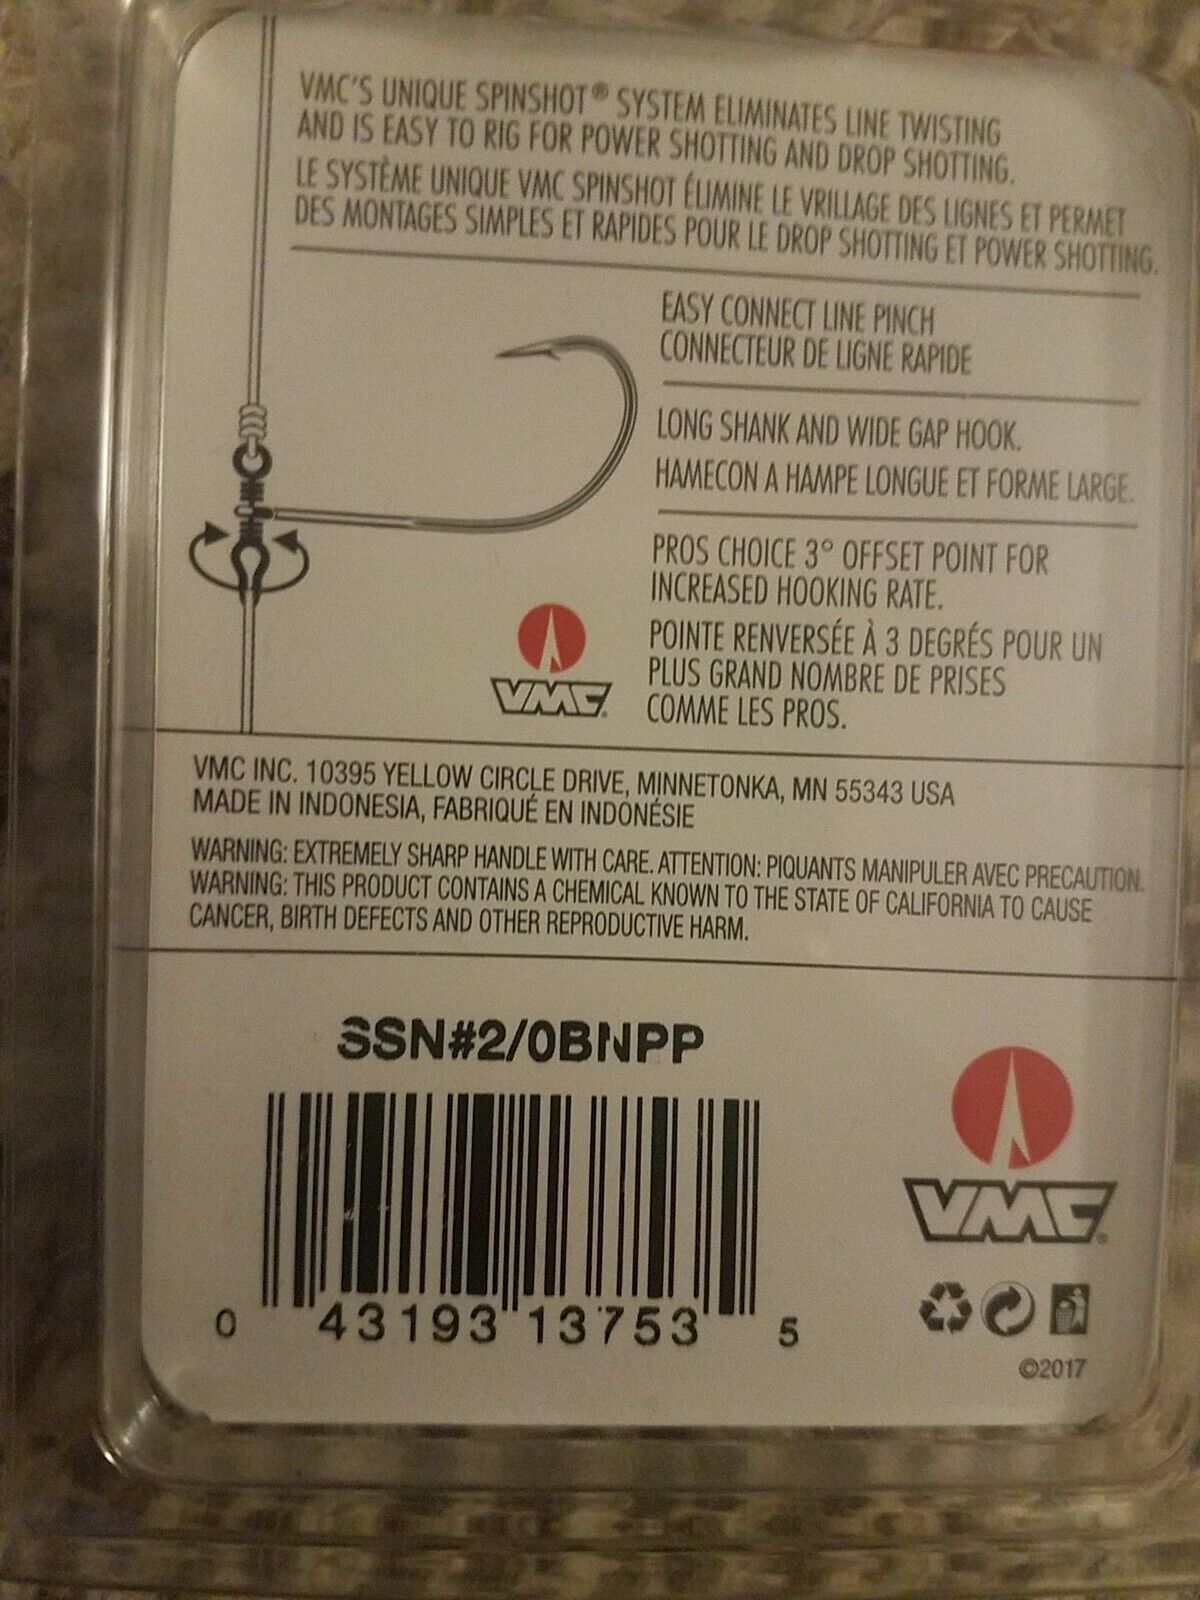 VMC'S UNIQUE SPINSHOT® SYSTEM ELIMINATES LINE TWISTING
AND IS EASY TO RIG FOR POWER SHOTTING AND DROP SHOTTING.
LE SYSTÈME UNIQUE VMC SPINSHOT ÉLIMINE LE VRILLAGE DES LIGNES ET PERMET
DES MONTAGES SIMPLES ET RAPIDES POUR LE DROP SHOTTING ET POWER SHOTTING.
EASY CONNECT LINE PINCH
CONNECTEUR DE LIGNE RAPIDE
LONG SHANK AND WIDE GAP HOOK.
HAMECON A HAMPE LONGUE ET FORME LARGE.
PROS CHOICE 3° OFFSET POINT FOR
INCREASED HOOKING RATE.
POINTE RENVERSÉE À 3 DEGRÉS POUR UN
PLUS GRAND NOMBRE DE PRISES
COMME LES PROS.
VMC®
VMC INC. 10395 YELLOW CIRCLE DRIVE, MINNETONKA, MN 55343 USA
MADE IN INDONESIA, FABRIQUÉ EN INDONÉSIE
WARNING: EXTREMELY SHARP HANDLE WITH CARE. ATTENTION: PIQUANTS MANIPULER AVEC PRECAUTION.
WARNING: THIS PRODUCT CONTAINS A CHEMICAL KNOWN TO THE STATE OF CALIFORNIA TO CAUSE
CANCER, BIRTH DEFECTS AND OTHER REPRODUCTIVE HARM.
SSN#2/0BNPP
0 43193 13753 5
VMC®
©2017